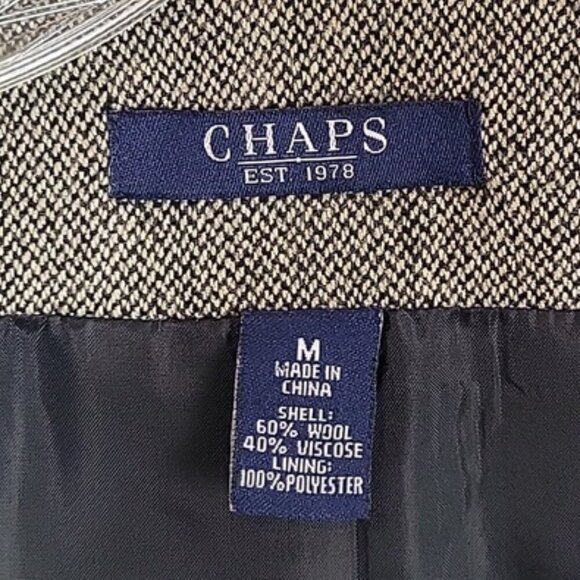 CHAPS
EST. 1978
M
MADE IN
CHINA
SHELL:
60% WOOL
40% VISCOSE
LINING:
100%POLYESTER